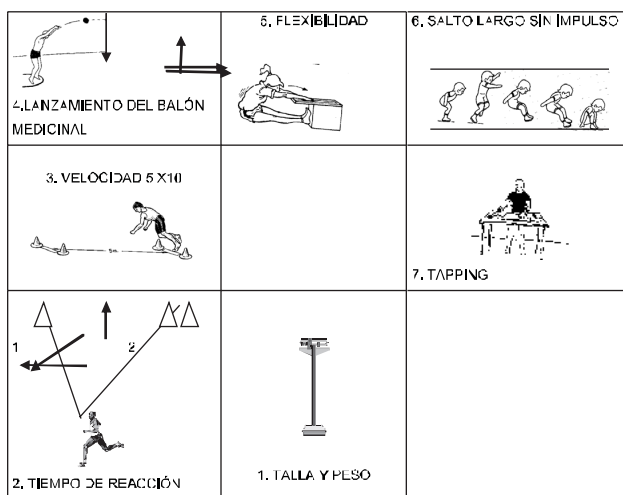 5. FLEXIBILIDAD
6. SALTO LARGO SIN IMPULSO
4.LANZAMIENTO DEL BALÓN
MEDICINAL
3. VELOCIDAD 5 X10
5m
7. TAPPING
1
2
2. TIEMPO DE REACCIÓN
1. TALLA Y PESO